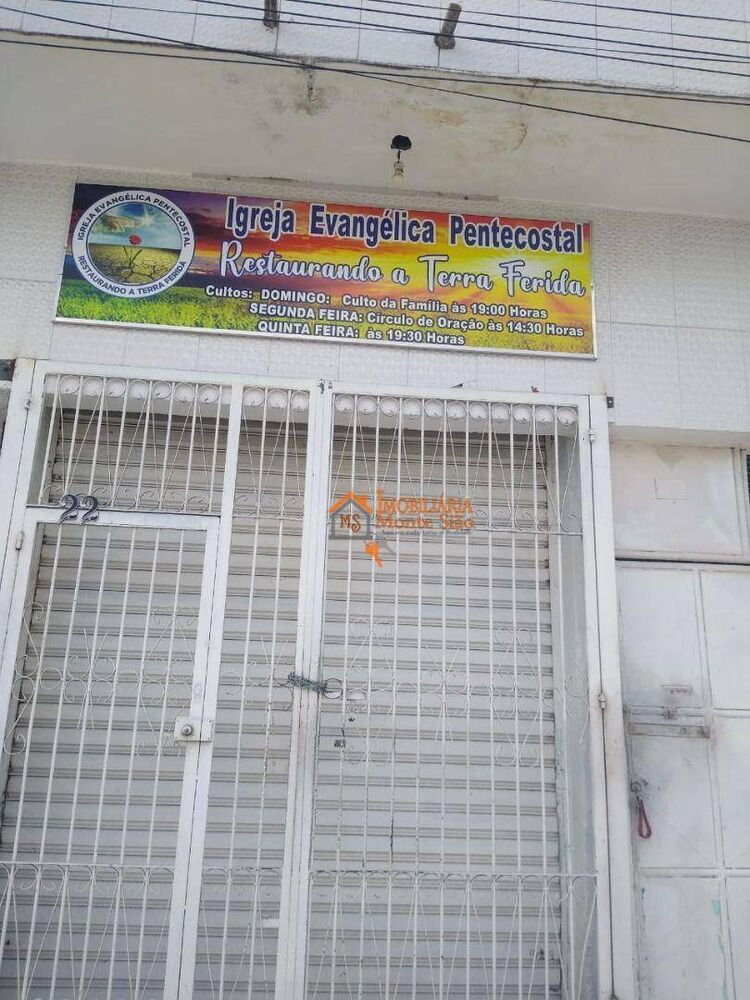 IGREJA EVANGÉLICA PENTECOSTAL
RESTAURANDO A TERRA FERIDA
Igreja Evangélica Pentecostal
Restaurando a Terra Ferida
Cultos: DOMINGO: Culto da Família às 19:00 Horas
SEGUNDA FEIRA: Círculo de Oração às 14:30 Horas
QUINTA FEIRA: às 19:30 Horas
22
MS
IMOBILIÁRIA
MONTE SIÃO